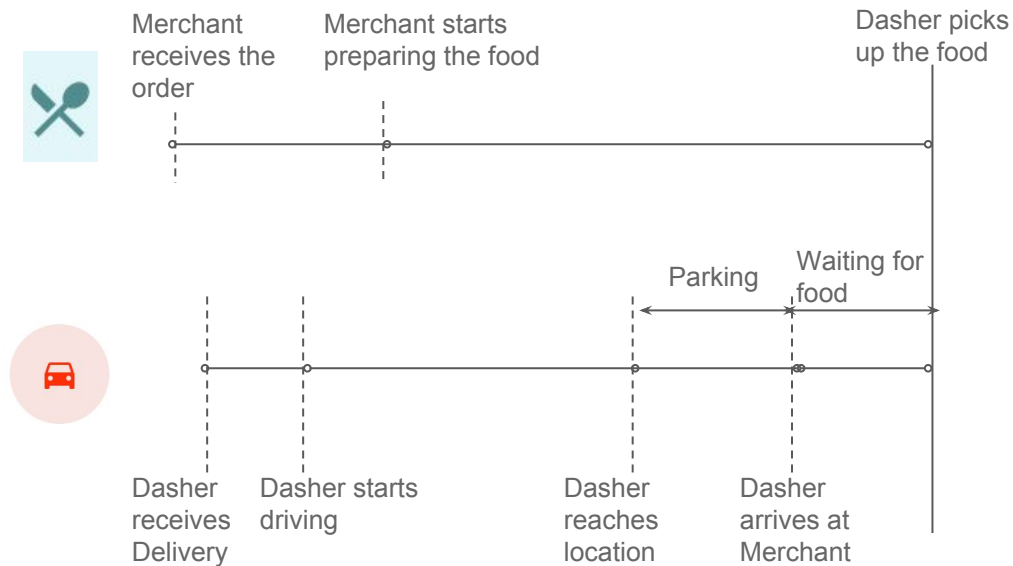 Merchant
receives the
order
Merchant starts
preparing the food
Dasher picks
up the food
Parking
Waiting for
food
Dasher
receives
Delivery
Dasher starts
driving
Dasher
reaches
location
Dasher
arrives at
Merchant